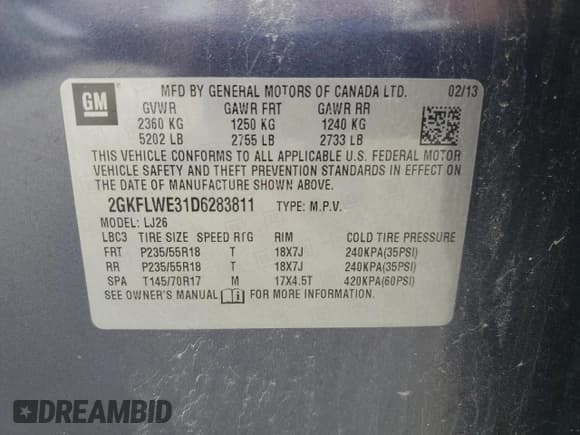 GM
MFD BY GENERAL MOTORS OF CANADA LTD. 02/13
GVWR GAWR FRT GAWR RR
2360 KG 1250 KG 1240 KG
5202 LB 2755 LB 2733 LB
THIS VEHICLE CONFORMS TO ALL APPLICABLE U.S. FEDERAL MOTOR
VEHICLE SAFETY AND THEFT PREVENTION STANDARDS IN EFFECT ON
THE DATE OF MANUFACTURE SHOWN ABOVE.
2GKFLWE31D6283811 TYPE: M.P.V.
MODEL: LJ26
LBC3 TIRE SIZE SPEED RTG RIM COLD TIRE PRESSURE
FRT P235/55R18 T 18X7J 240KPA(35PSI)
RR P235/55R18 T 18X7J 240KPA(35PSI)
SPA T145/70R17 M 17X4.5T 420KPA(60PSI)
SEE OWNER'S MANUAL FOR MORE INFORMATION.
DREAMBID